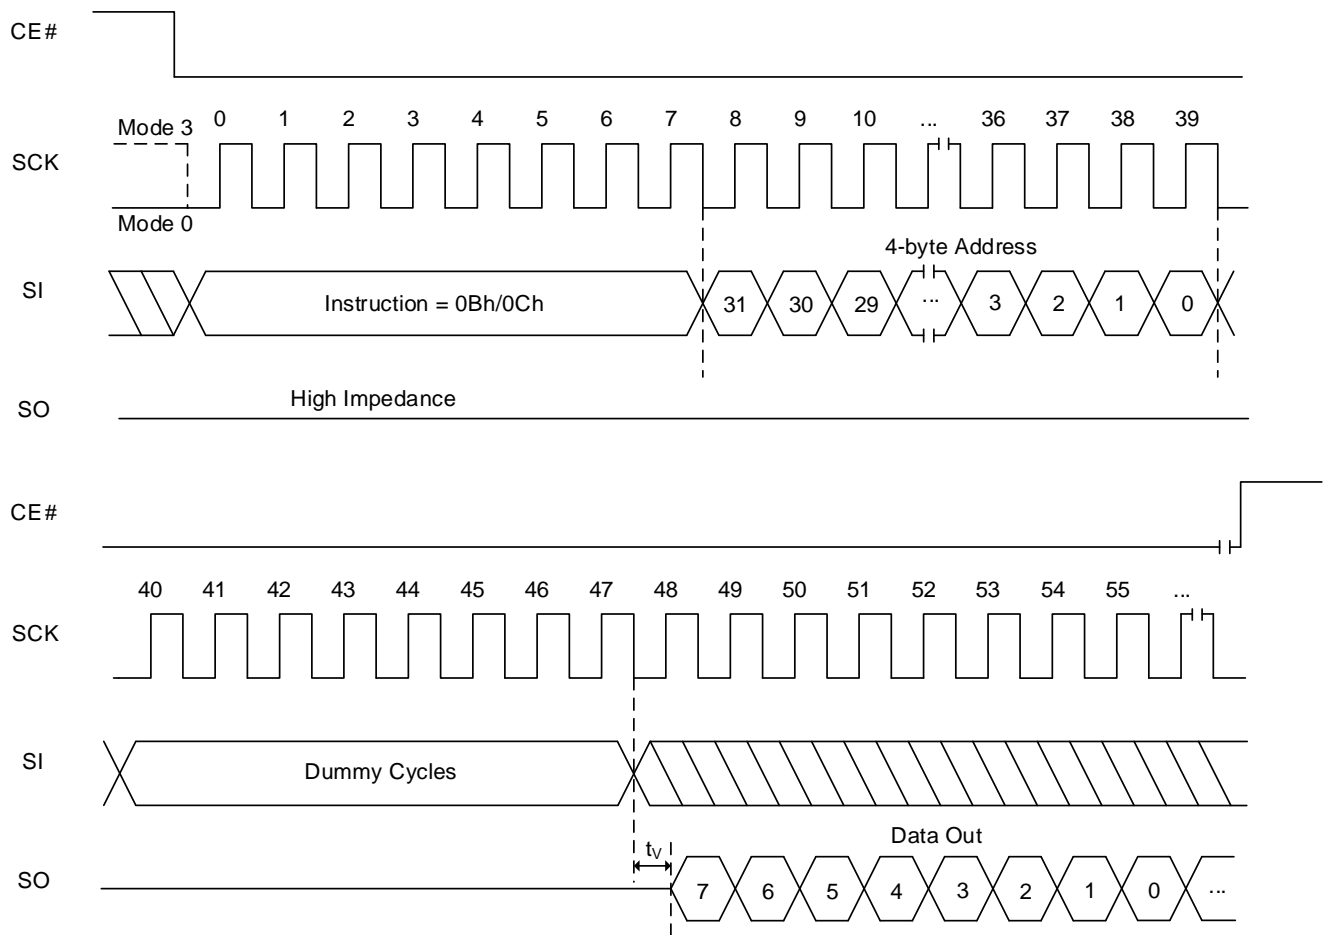 CE#
Mode 3 0 1 2 3 4 5 6 7 8 9 10 ... 36 37 38 39
SCK
Mode 0
4-byte Address
SI Instruction = 0Bh/0Ch 31 30 29 ... 3 2 1 0
High Impedance
SO
CE#
40 41 42 43 44 45 46 47 48 49 50 51 52 53 54 55 ...
SCK
SI Dummy Cycles
Data Out
tV
SO 7 6 5 4 3 2 1 0 ...